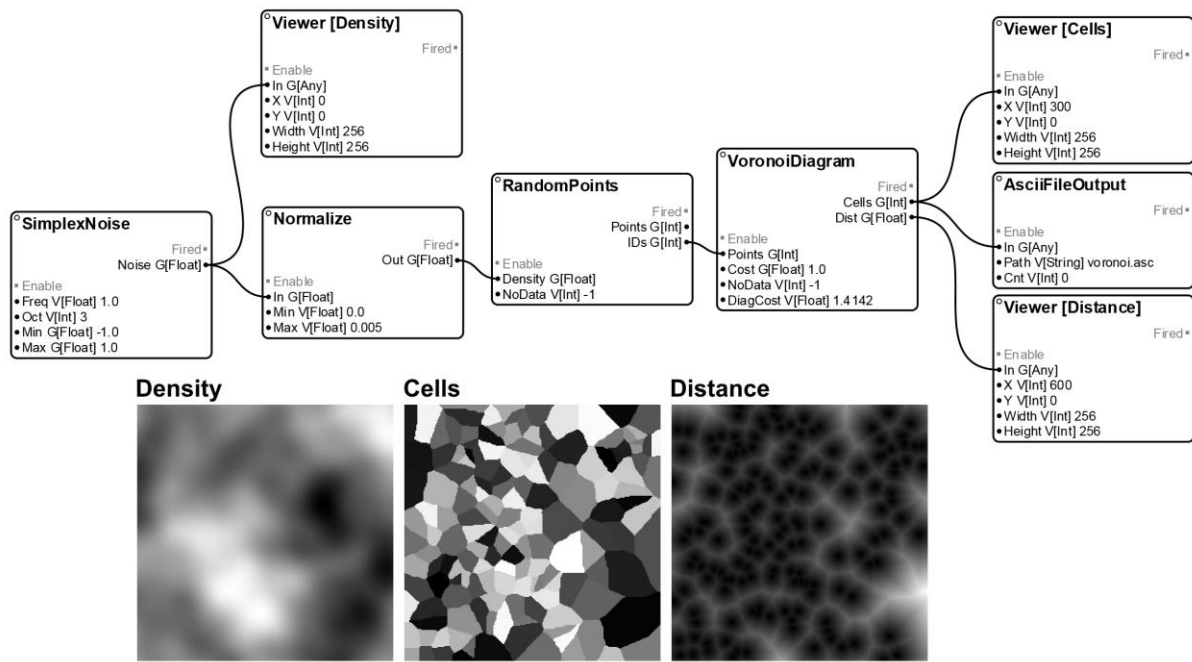 Viewer [Density]
Fired
Enable
In G[Any]
X V[Int] 0
Y V[Int] 0
Width V[Int] 256
Height V[Int] 256
SimplexNoise
Fired
Noise G[Float]
Enable
Freq V[Float] 1.0
Oct V[Int] 3
Min G[Float] -1.0
Max G[Float] 1.0
Normalize
Fired
Out G[Float]
Enable
In G[Float]
Min V[Float] 0.0
Max V[Float] 0.005
RandomPoints
Fired
Points G[Int]
IDs G[Int]
Enable
Density G[Float]
NoData V[Int] -1
VoronoiDiagram
Fired
Cells G[Int]
Dist G[Float]
Enable
Points G[Int]
Cost G[Float] 1.0
NoData V[Int] -1
DiagCost V[Float] 1.4142
Viewer [Cells]
Fired
Enable
In G[Any]
X V[Int] 300
Y V[Int] 0
Width V[Int] 256
Height V[Int] 256
AsciiFileOutput
Fired
Enable
In G[Any]
Path V[String] voronoi.asc
Cnt V[Int] 0
Viewer [Distance]
Fired
Enable
In G[Any]
X V[Int] 600
Y V[Int] 0
Width V[Int] 256
Height V[Int] 256
Density
Cells
Distance